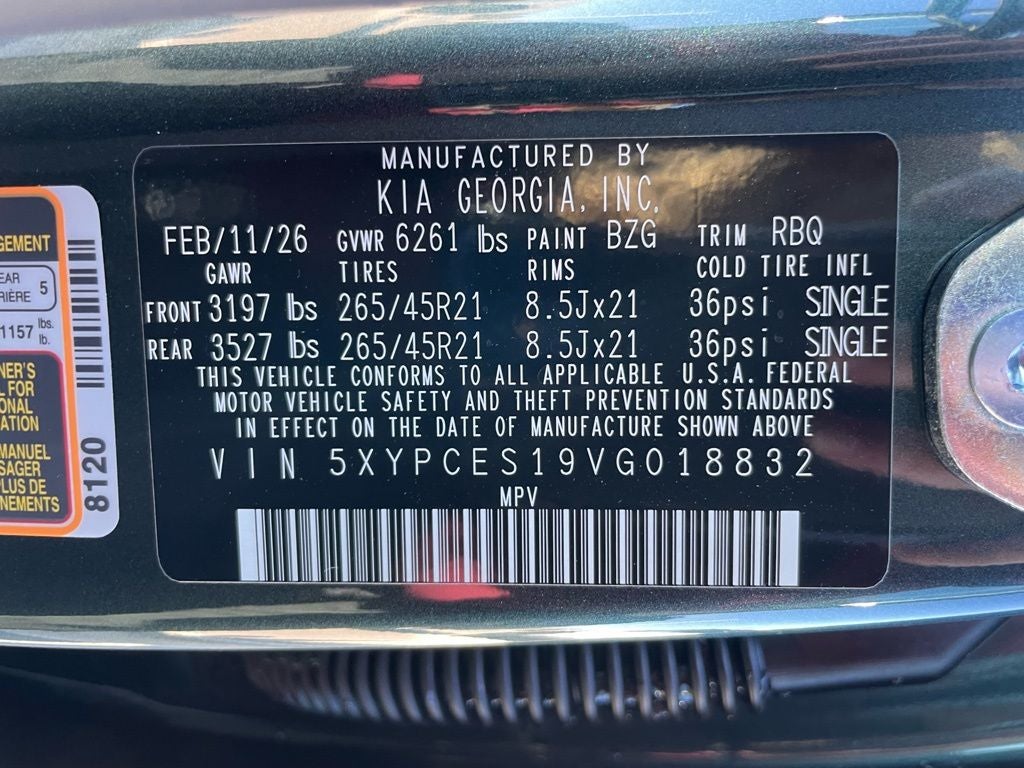 MANUFACTURED BY
KIA GEORGIA, INC.
FEB/11/26 GVWR 6261 lbs PAINT BZG TRIM RBQ
GAWR TIRES RIMS COLD TIRE INFL
FRONT 3197 lbs 265/45R21 8.5Jx21 36psi SINGLE
REAR 3527 lbs 265/45R21 8.5Jx21 36psi SINGLE
THIS VEHICLE CONFORMS TO ALL APPLICABLE U.S.A. FEDERAL
MOTOR VEHICLE SAFETY AND THEFT PREVENTION STANDARDS
IN EFFECT ON THE DATE OF MANUFACTURE SHOWN ABOVE
VIN 5XYPCES19VG018832
MPV
GEMENT
EAR
RIÈRE 5
1157 lbs.
lb.
NER'S
L FOR
ONAL
ATION
MANUEL
SAGER
PLUS DE
NEMENTS
8120